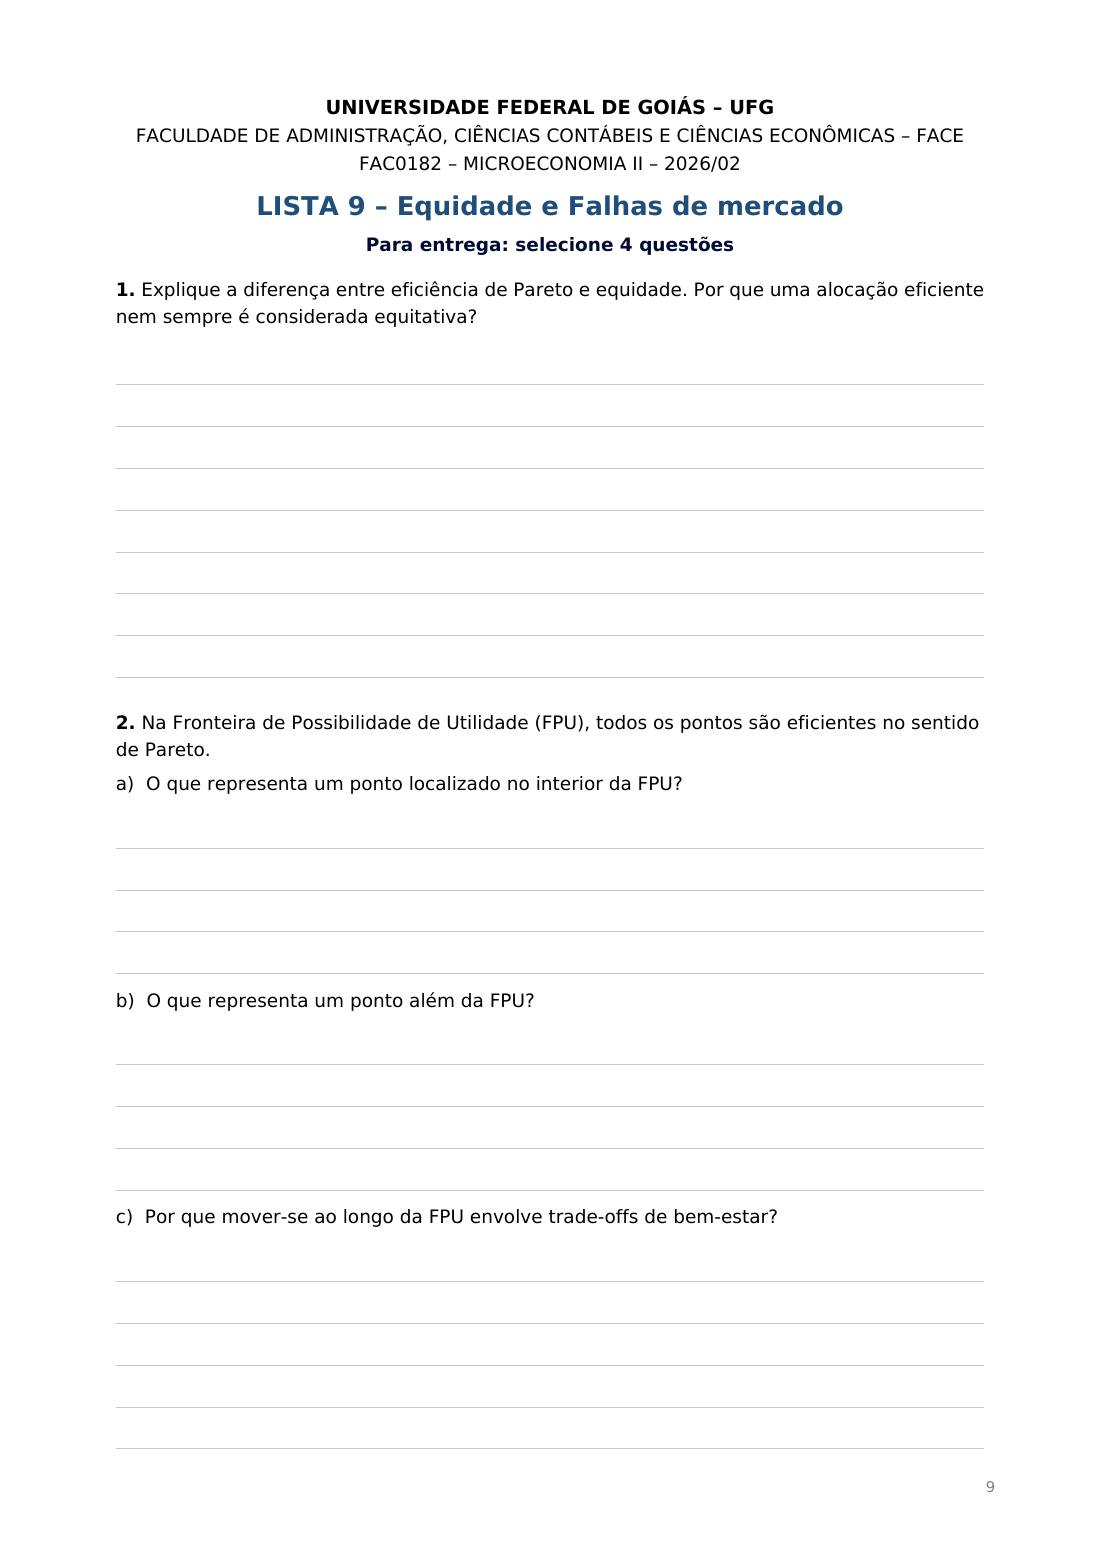 UNIVERSIDADE FEDERAL DE GOIÁS – UFG
FACULDADE DE ADMINISTRAÇÃO, CIÊNCIAS CONTÁBEIS E CIÊNCIAS ECONÔMICAS – FACE
FAC0182 – MICROECONOMIA II – 2026/02
LISTA 9 – Equidade e Falhas de mercado
Para entrega: selecione 4 questões
1. Explique a diferença entre eficiência de Pareto e equidade. Por que uma alocação eficiente
nem sempre é considerada equitativa?
2. Na Fronteira de Possibilidade de Utilidade (FPU), todos os pontos são eficientes no sentido
de Pareto.
a) O que representa um ponto localizado no interior da FPU?
b) O que representa um ponto além da FPU?
c) Por que mover-se ao longo da FPU envolve trade-offs de bem-estar?
9